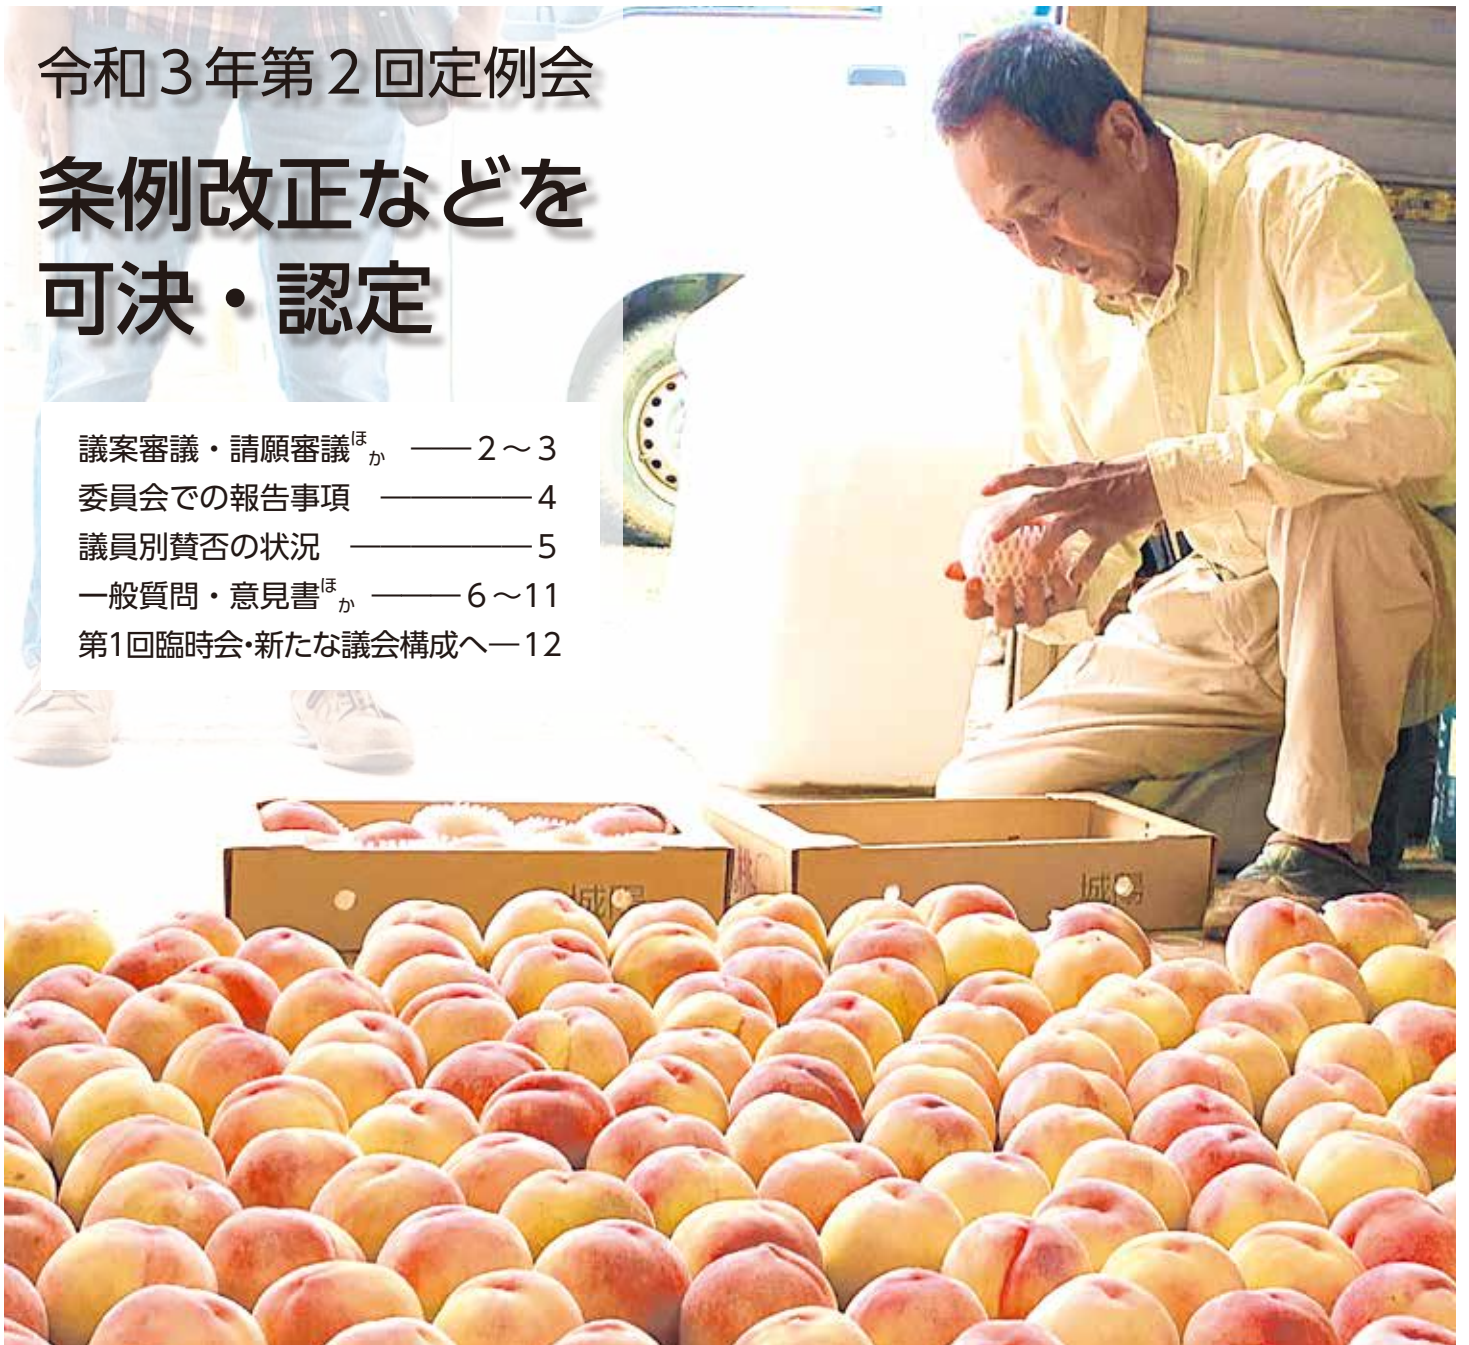 令和3年第2回定例会
条例改正などを
可決・認定
議案審議・請願審議ほか ――2〜3
委員会での報告事項 ―――――4
議員別賛否の状況 ――――――5
一般質問・意見書ほか ―――6〜11
第1回臨時会・新たな議会構成へ―12
城陽
城陽